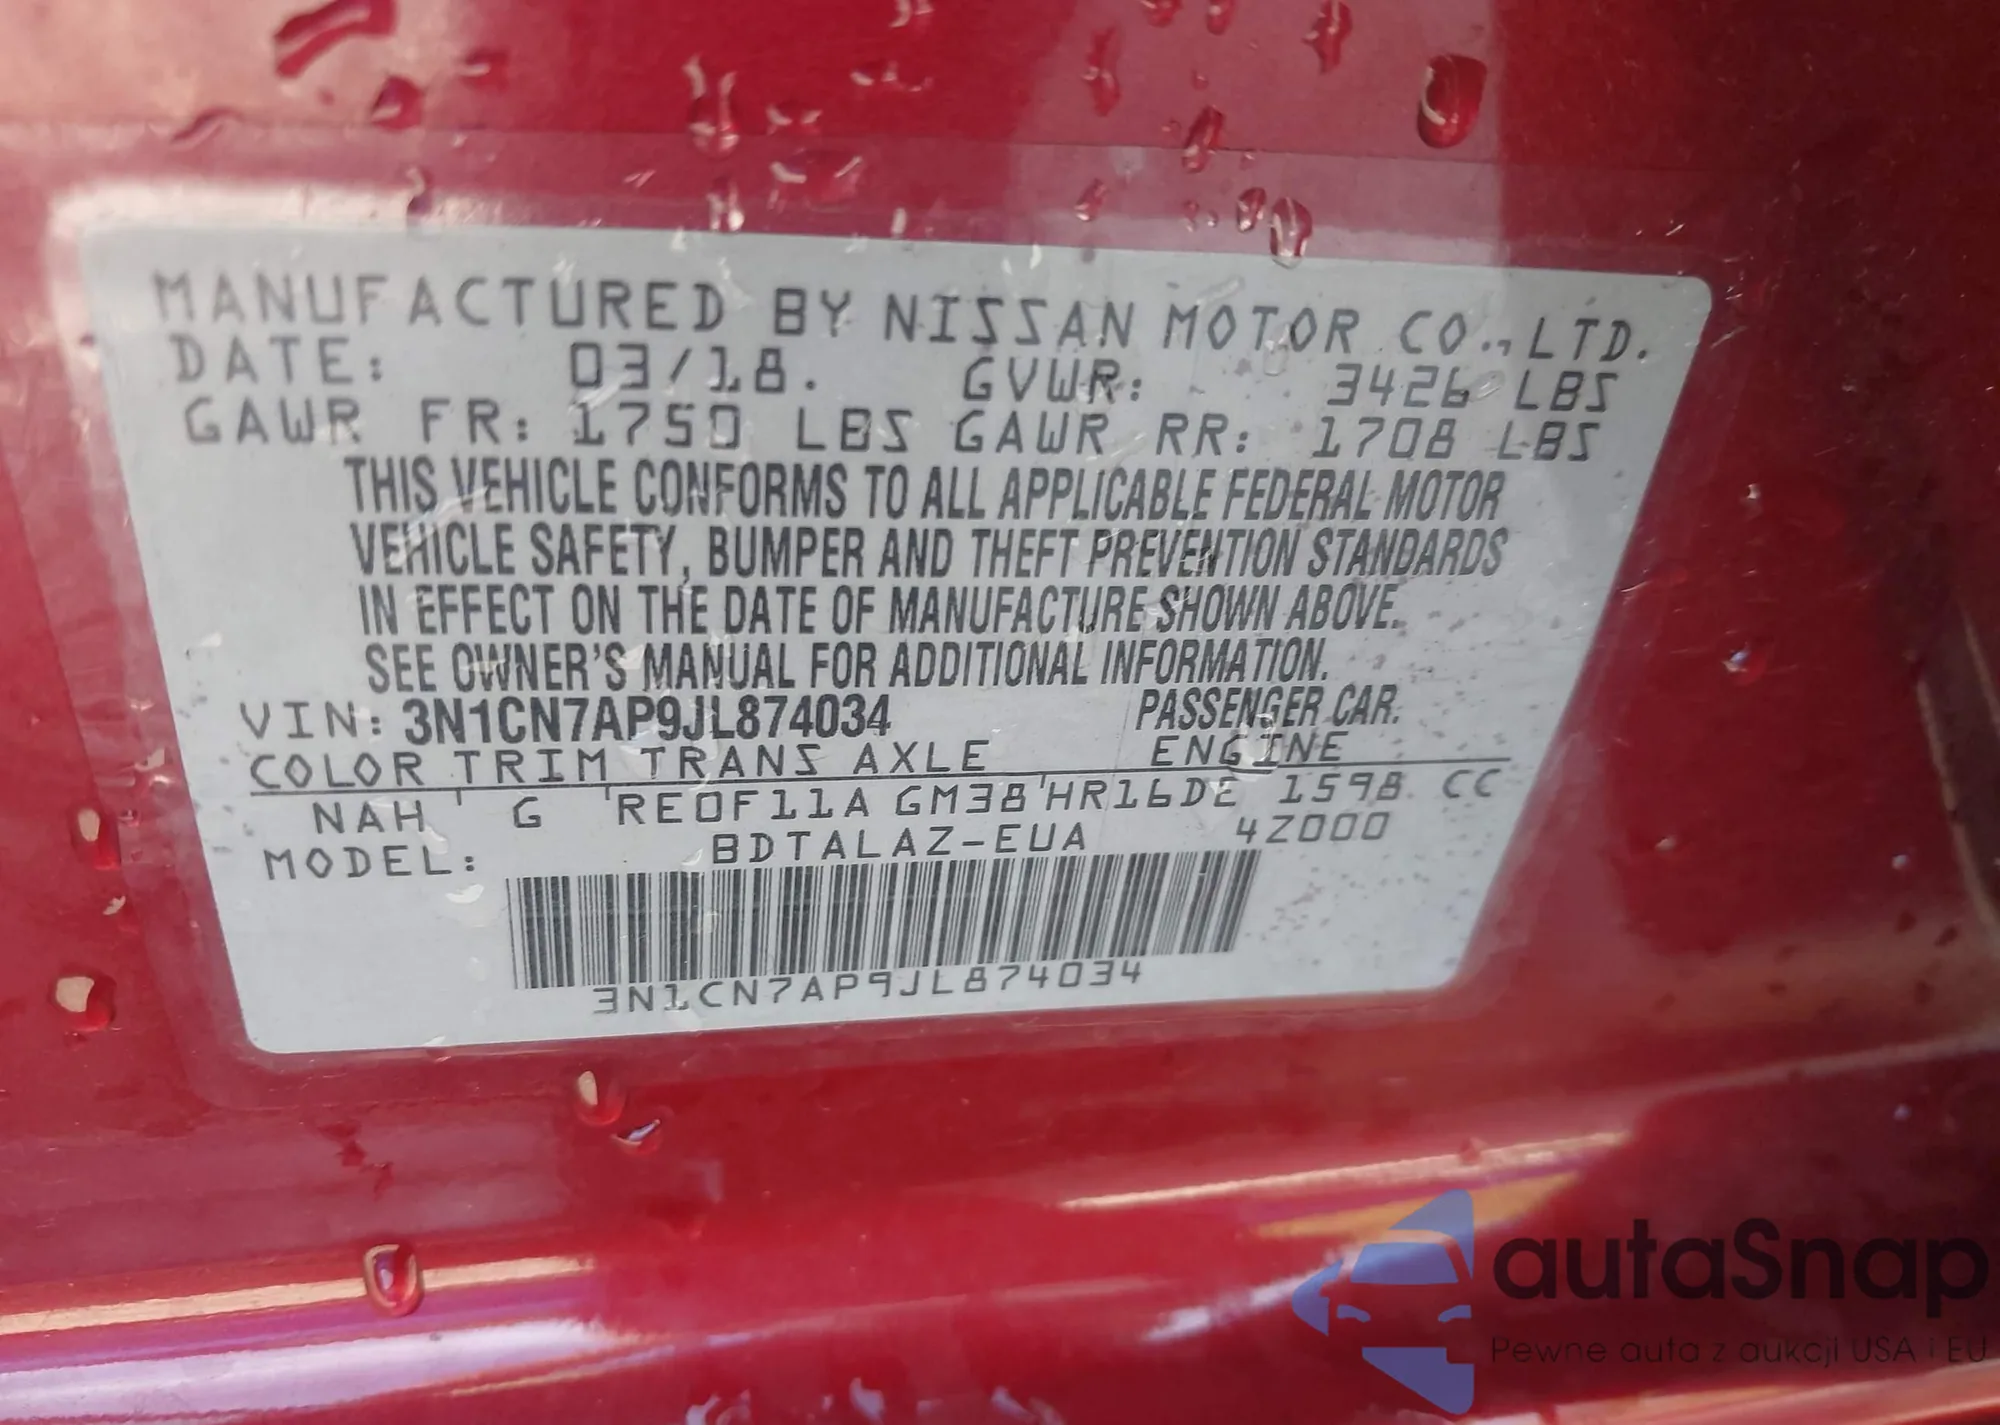 MANUFACTURED BY NISSAN MOTOR CO., LTD.
DATE: 03/18. GVWR: 3426 LBS
GAWR FR: 1750 LBS GAWR RR: 1708 LBS
THIS VEHICLE CONFORMS TO ALL APPLICABLE FEDERAL MOTOR
VEHICLE SAFETY, BUMPER AND THEFT PREVENTION STANDARDS
IN EFFECT ON THE DATE OF MANUFACTURE SHOWN ABOVE.
SEE OWNER'S MANUAL FOR ADDITIONAL INFORMATION.
VIN: 3N1CN7AP9JL874034 PASSENGER CAR.
COLOR TRIM TRANS AXLE ENGINE
NAH G RE0F11A GM38 HR16DE 1598 CC
MODEL: BDTALAZ-EUA 4Z000
3N1CN7AP9JL874034
autaSnap
Pewne auta z aukcji USA i EU